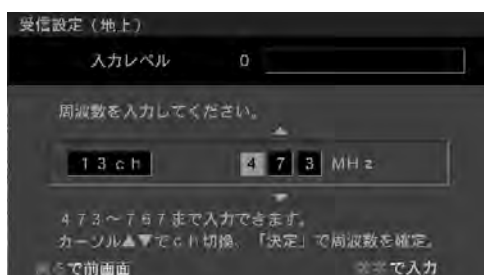 受信設定（地上）
入力レベル 0
周波数を入力してください。
13ch 473 MHz
473～767まで入力できます。
カーソル▲▼でch切換、「決定」で周波数を確定。
で前画面 で入力